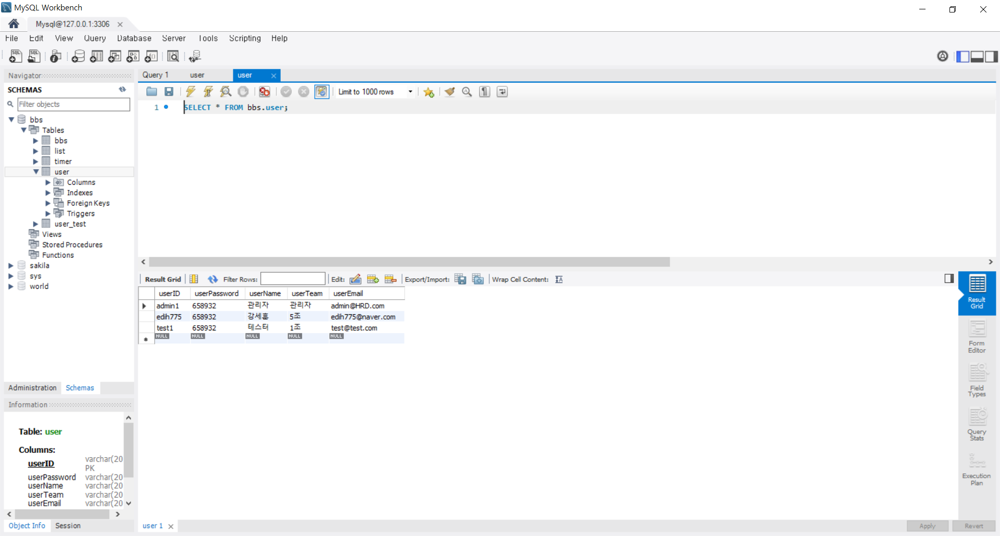 MySQL Workbench
Mysql@127.0.0.1:3306
File Edit View Query Database Server Tools Scripting Help
Navigator
SCHEMAS
Filter objects
bbs
Tables
bbs
list
timer
user
Columns
Indexes
Foreign Keys
Triggers
user_test
Views
Stored Procedures
Functions
sakila
sys
world
Administration Schemas
Information
Table: user
Columns:
userID varchar(20
PK
userPassword varchar(20
userName varchar(20
userTeam varchar(20
userEmail varchar(20
Object Info Session
Query 1 user user
Limit to 1000 rows
1 SELECT * FROM bbs.user;
Result Grid Filter Rows: Edit: Export/Import: Wrap Cell Content:
userID userPassword userName userTeam userEmail
admin1 658932 관리자 관리자 admin@HRD.com
edih775 658932 강세훈 5조 edih775@naver.com
test1 658932 테스터 1조 test@test.com
NULL NULL NULL NULL NULL
Result
Grid
Form
Editor
Field
Types
Query
Stats
Execution
Plan
user 1
Apply Revert